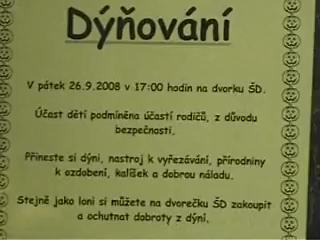 Dýňování
V pátek 26.9.2008 v 17:00 hodin na dvorku ŠD.
Účast dětí podmíněna účastí rodičů, z důvodu
bezpečnosti.
Přineste si dýni, nastroj k vyřezávání, přírodniny
k ozdobení, kalíšek a dobrou náladu.
Stejně jako loni si můžete na dvorečku ŠD zakoupit
a ochutnat dobroty z dýní.